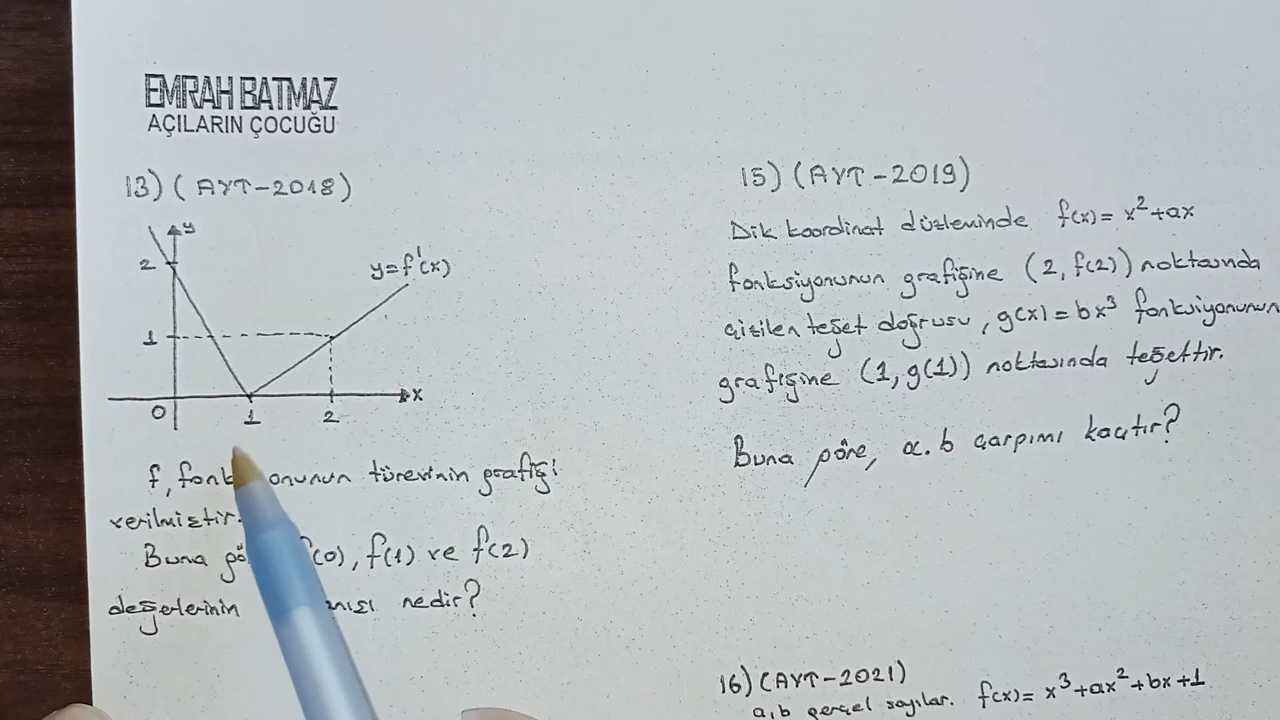 EMRAH BATMAZ
AÇILARIN ÇOCUĞU
13) (AYT-2018)
y
2
y=f'(x)
1
0
1
2
x
f, fonk onunun türevinin grafiği
verilmiştir.
Buna gö f(0), f(1) ve f(2)
değerlerinin nedir?
15) (AYT-2019)
Dik koordinat düzleminde f(x) = x²+ax
fonksiyonunun grafiğine (2, f(2)) noktasında
çizilen teğet doğrusu, g(x) = bx³ fonksiyonunun
grafiğine (1, g(1)) noktasında teğettir.
Buna göre, a.b çarpımı kaçtır?
16) (AYT-2021)
a,b gerçel sayılar. f(x) = x³+ax²+bx+1